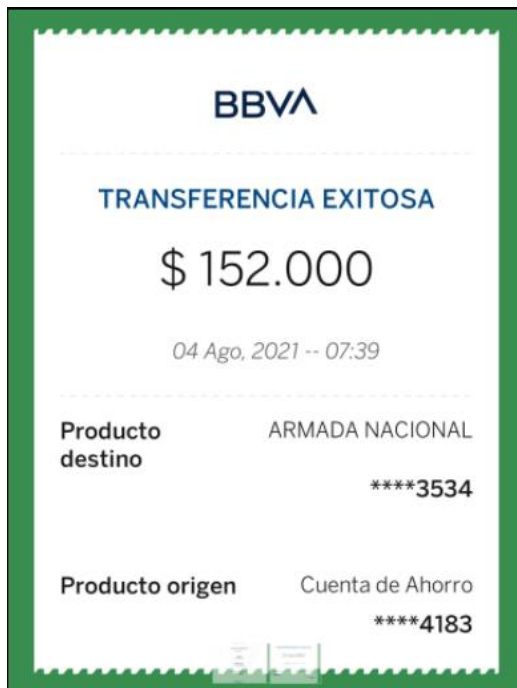 BBVA
TRANSFERENCIA EXITOSA
$ 152.000
04 Ago, 2021 -- 07:39
Producto destino ARMADA NACIONAL
****3534
Producto origen Cuenta de Ahorro
****4183